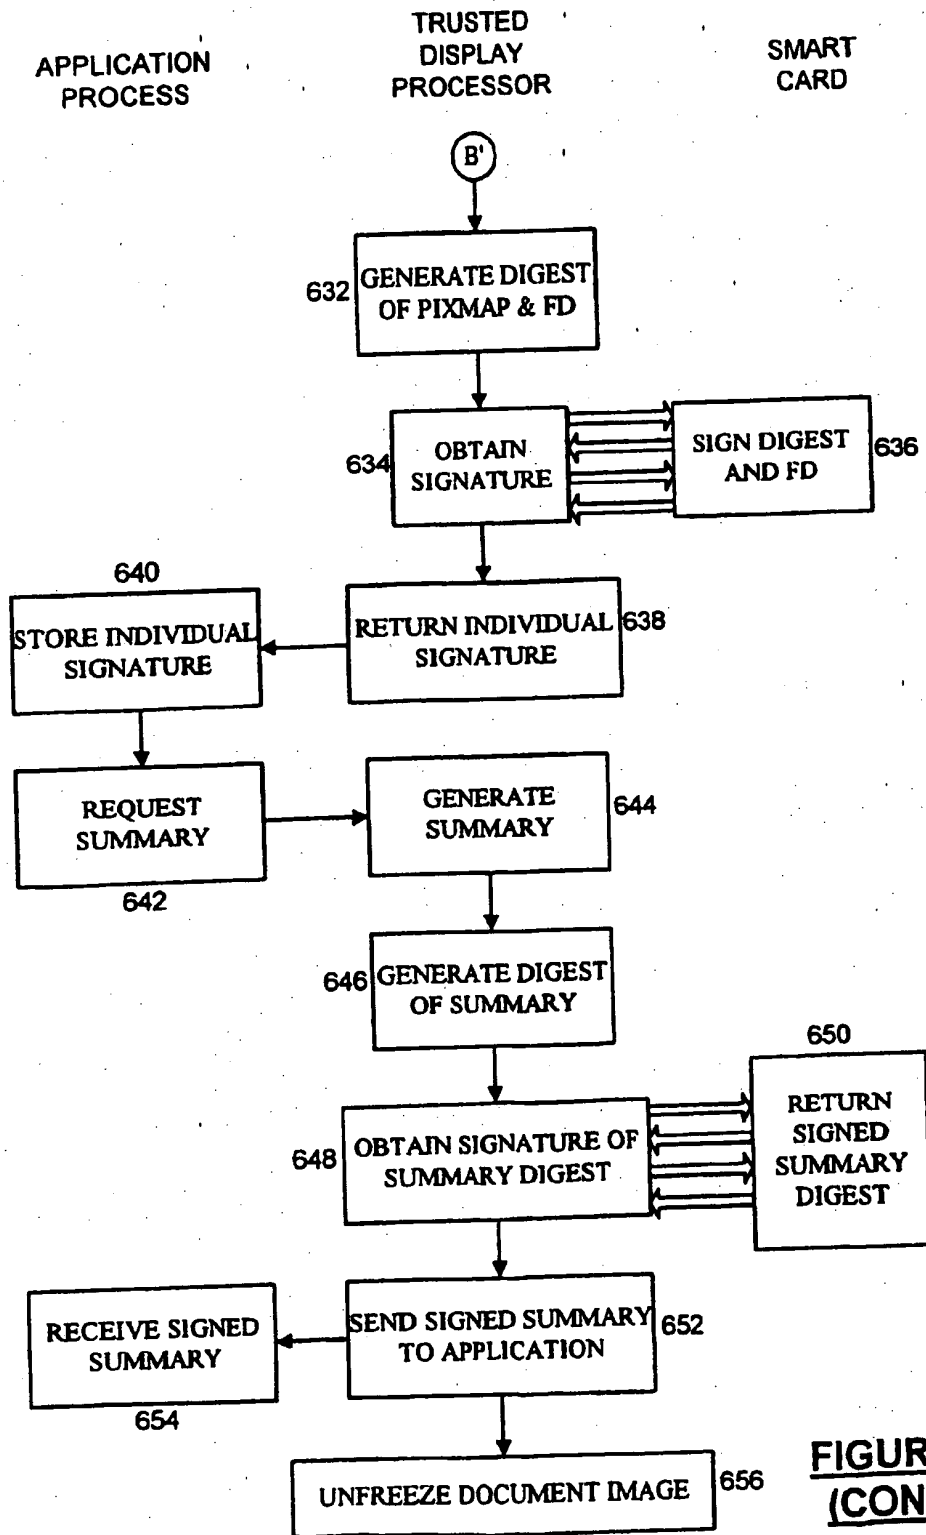 APPLICATION
PROCESS
TRUSTED
DISPLAY
PROCESSOR
SMART
CARD
B'
632
GENERATE DIGEST
OF PIXMAP & FD
634
OBTAIN
SIGNATURE
SIGN DIGEST
AND FD
636
640
STORE INDIVIDUAL
SIGNATURE
RETURN INDIVIDUAL
SIGNATURE
638
REQUEST
SUMMARY
642
GENERATE
SUMMARY
644
646
GENERATE DIGEST
OF SUMMARY
648
OBTAIN SIGNATURE OF
SUMMARY DIGEST
650
RETURN
SIGNED
SUMMARY
DIGEST
RECEIVE SIGNED
SUMMARY
654
SEND SIGNED SUMMARY
TO APPLICATION
652
UNFREEZE DOCUMENT IMAGE
656
FIGUR
(CON